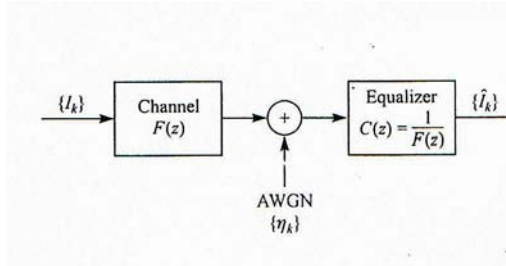 {I_k}
Channel
F(z)
+
Equalizer
C(z) = 1/F(z)
{Î_k}
AWGN
{η_k}